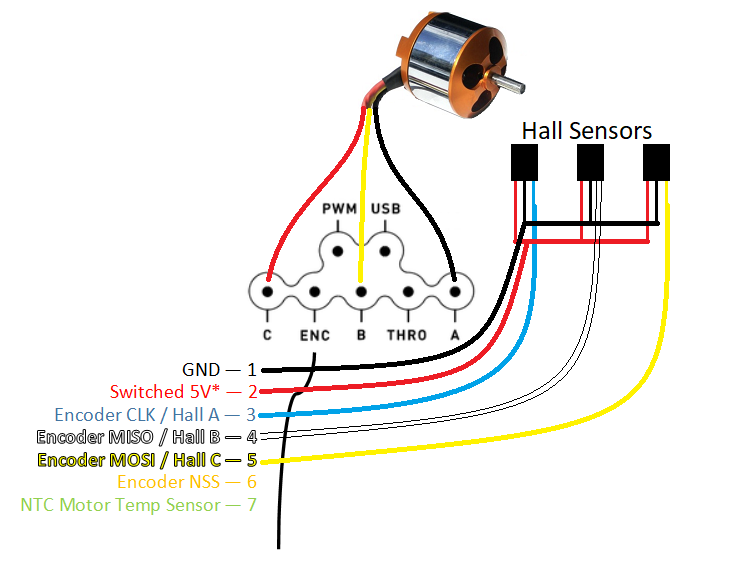 Hall Sensors
PWM USB
C ENC B THRO A
GND — 1
Switched 5V* — 2
Encoder CLK / Hall A — 3
Encoder MISO / Hall B — 4
Encoder MOSI / Hall C — 5
Encoder NSS — 6
NTC Motor Temp Sensor — 7